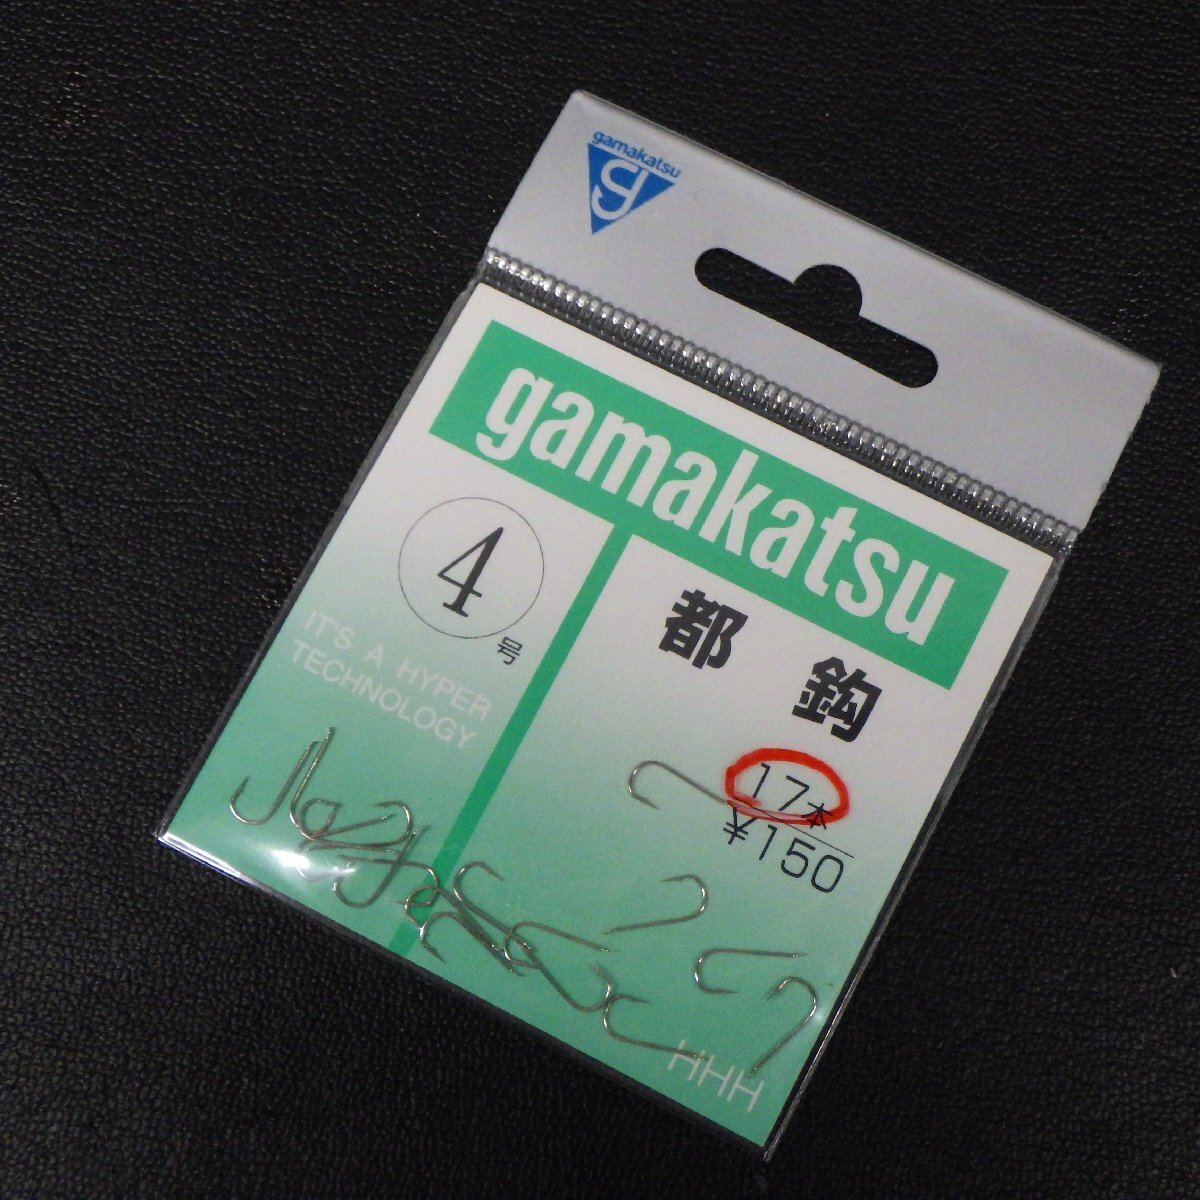 gamakatsu
g
gamakatsu
4
号
IT'S A HYPER
TECHNOLOGY
都 鈎
17本
¥150
HHH